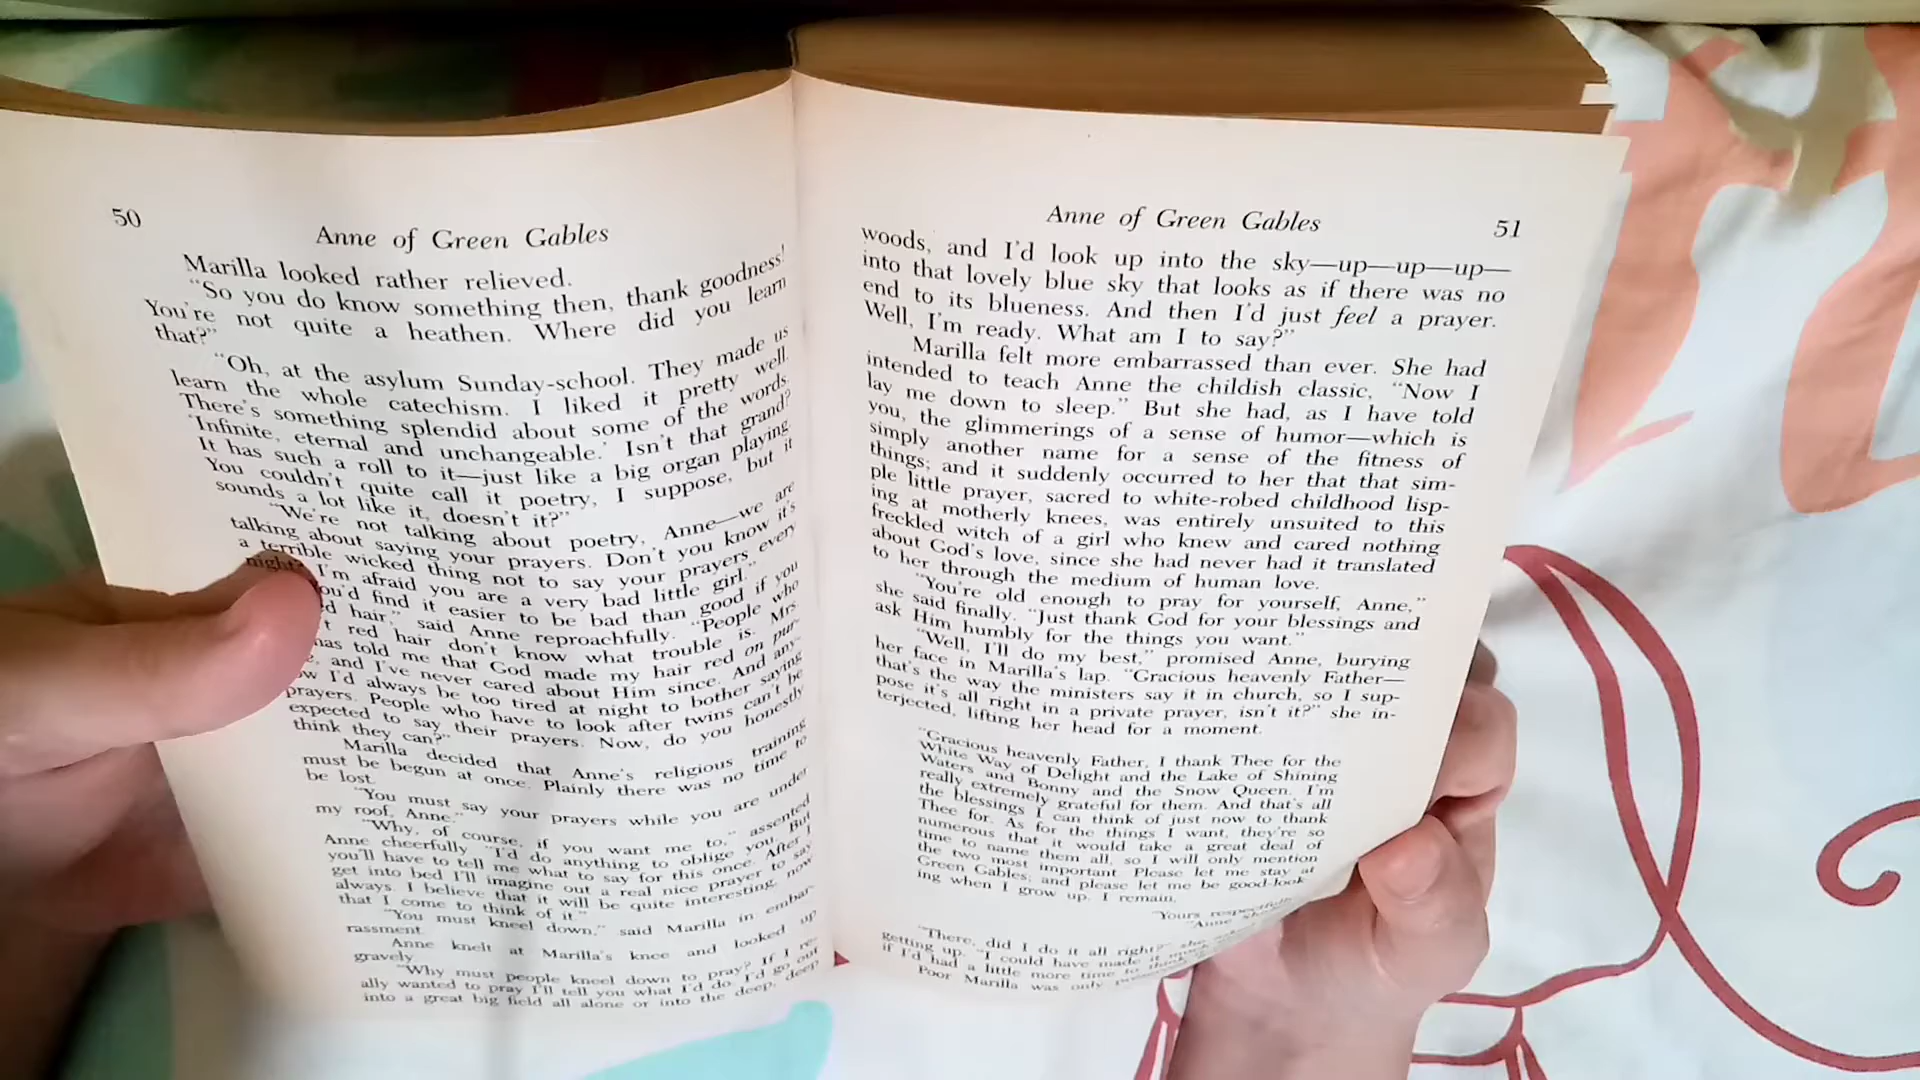 50
Anne of Green Gables
Marilla looked rather relieved.
"So you do know something then, thank goodness!
You're not quite a heathen. Where did you learn
that?"
"Oh, at the asylum Sunday-school. They made us
learn the whole catechism. I liked it pretty well.
There's something splendid about some of the words.
'Infinite, eternal and unchangeable.' Isn't that grand?
It has such a roll to it—just like a big organ playing.
You couldn't quite call it poetry, I suppose, but it
sounds a lot like it, doesn't it?"
"We're not talking about poetry, Anne—we are
talking about saying your prayers. Don't you know it's
a terrible wicked thing not to say your prayers every
night? I'm afraid you are a very bad little girl."
you'd find it easier to be bad than good if you
hair," said Anne reproachfully. "People who
red hair don't know what trouble is. Mrs.
has told me that God made my hair red on pur-
and I've never cared about Him since. And any-
I'd always be too tired at night to bother saying
prayers. People who have to look after twins can't be
expected to say their prayers. Now, do you honestly
think they can?"
Marilla decided that Anne's religious training
must be begun at once. Plainly there was no time to
be lost.
"You must say your prayers while you are under
my roof, Anne."
"Why, of course, if you want me to," assented
Anne cheerfully. "I'd do anything to oblige you. But
you'll have to tell me what to say for this once. After I
get into bed I'll imagine out a real nice prayer to say
always. I believe that it will be quite interesting, now
that I come to think of it."
"You must kneel down," said Marilla in embar-
rassment.
Anne knelt at Marilla's knee and looked up
gravely.
"Why must people kneel down to pray? If I re-
ally wanted to pray I'll tell you what I'd do. I'd go out
into a great big field all alone or into the deep, deep
Anne of Green Gables
51
woods, and I'd look up into the sky—up—up—up—
into that lovely blue sky that looks as if there was no
end to its blueness. And then I'd just feel a prayer.
Well, I'm ready. What am I to say?"
Marilla felt more embarrassed than ever. She had
intended to teach Anne the childish classic, "Now I
lay me down to sleep." But she had, as I have told
you, the glimmerings of a sense of humor—which is
simply another name for a sense of the fitness of
things; and it suddenly occurred to her that that sim-
ple little prayer, sacred to white-robed childhood lisp-
ing at motherly knees, was entirely unsuited to this
freckled witch of a girl who knew and cared nothing
about God's love, since she had never had it translated
to her through the medium of human love.
"You're old enough to pray for yourself, Anne,"
she said finally. "Just thank God for your blessings and
ask Him humbly for the things you want."
"Well, I'll do my best," promised Anne, burying
her face in Marilla's lap. "Gracious heavenly Father—
that's the way the ministers say it in church, so I sup-
pose it's all right in a private prayer, isn't it?" she in-
terjected, lifting her head for a moment.
"Gracious heavenly Father, I thank Thee for the
White Way of Delight and the Lake of Shining
Waters and Bonny and the Snow Queen. I'm
really extremely grateful for them. And that's all
the blessings I can think of just now to thank
Thee for. As for the things I want, they're so
numerous that it would take a great deal of
time to name them all, so I will only mention
the two most important. Please let me stay at
Green Gables; and please let me be good-look-
ing when I grow up. I remain,
"Yours respectfully,
"Anne
"There, did I do it all right?" she
getting up. "I could have made it much
if I'd had a little more time to think
Poor Marilla was only